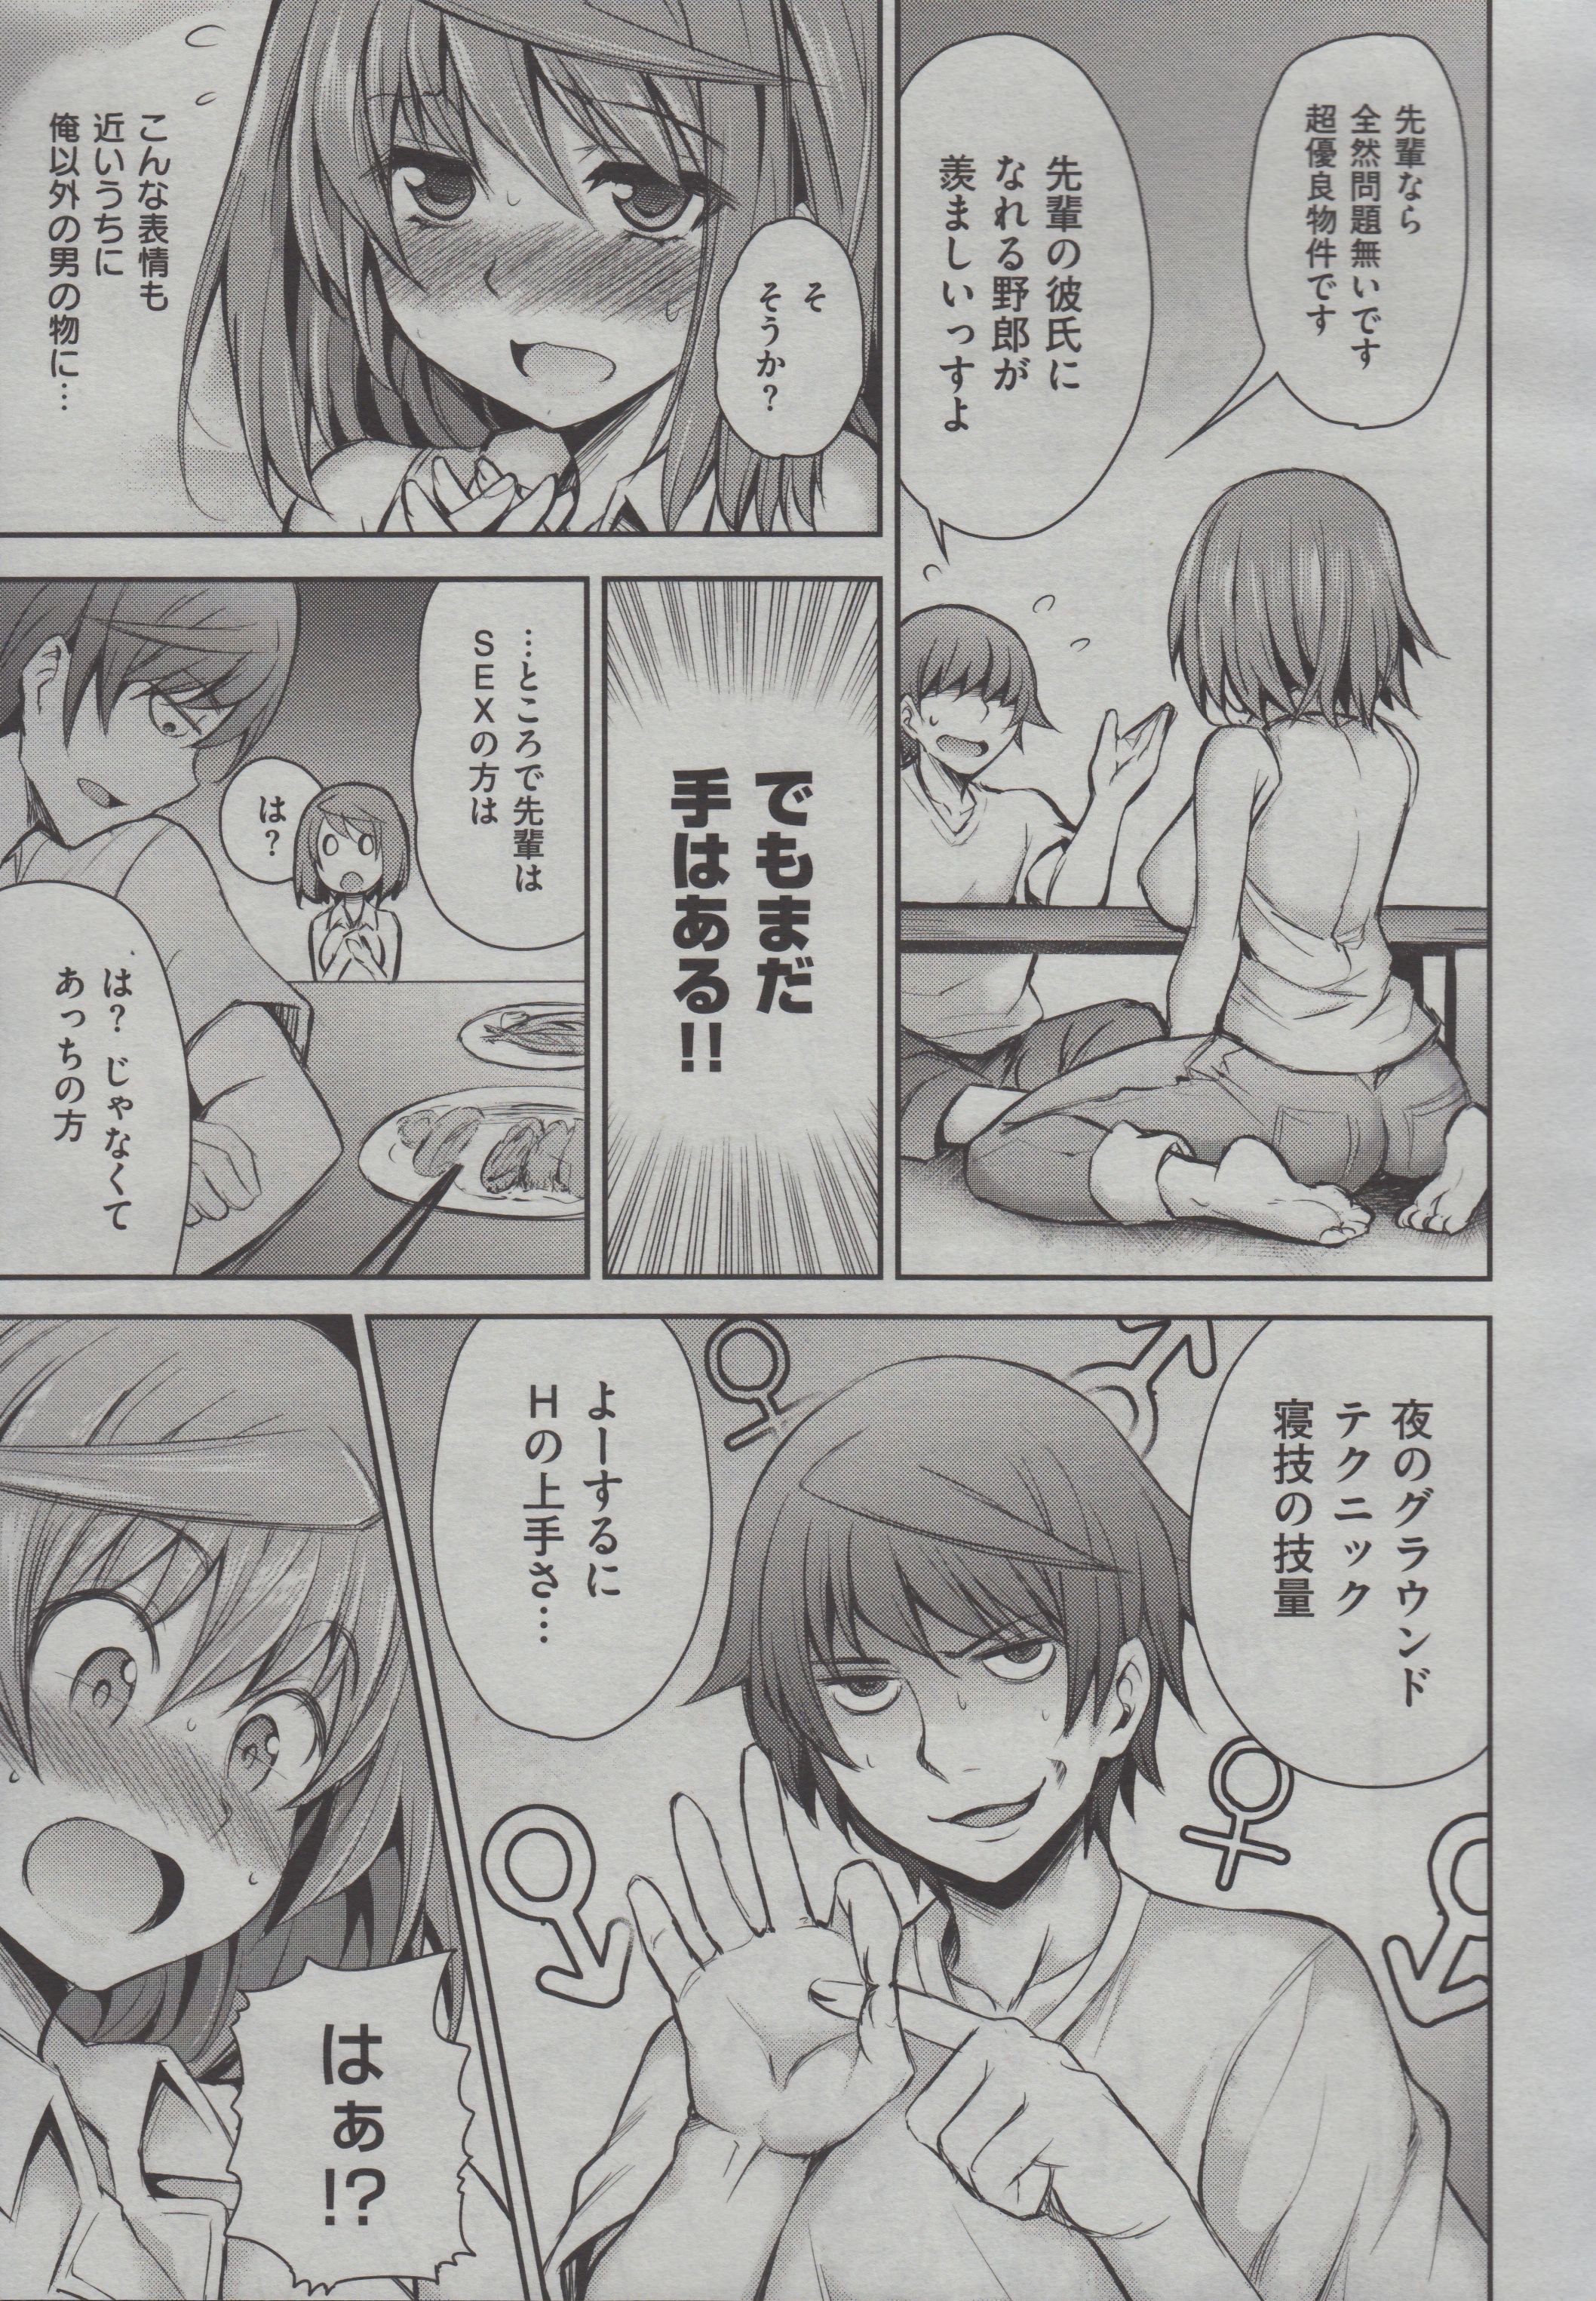 先輩なら
全然問題無いです
超優良物件です
先輩の彼氏に
なれる野郎が
羨ましいっすよ
そ
そうか?
こんな表情も
近いうちに
俺以外の男の物に…
でもまだ
手はある!!
…ところで先輩は
SEXの方は
は?
は?じゃなくて
あっちの方
夜のグラウンド
テクニック
寝技の技量
よーするに
Hの上手さ…
はぁ!?